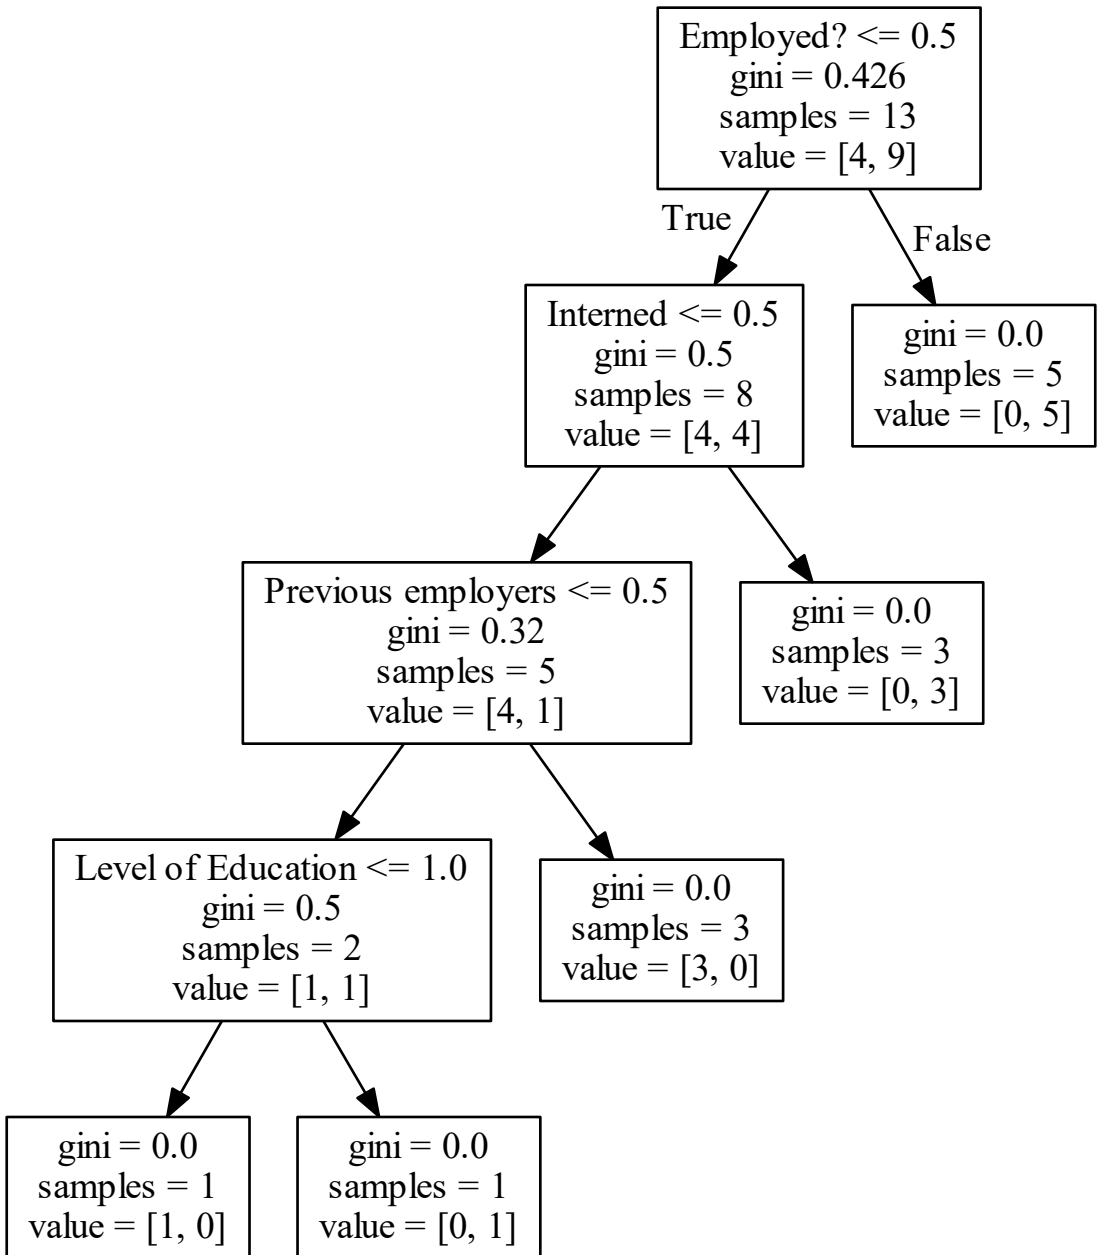 Employed? <= 0.5
gini = 0.426
samples = 13
value = [4, 9]
True
False
Interned <= 0.5
gini = 0.5
samples = 8
value = [4, 4]
gini = 0.0
samples = 5
value = [0, 5]
Previous employers <= 0.5
gini = 0.32
samples = 5
value = [4, 1]
gini = 0.0
samples = 3
value = [0, 3]
Level of Education <= 1.0
gini = 0.5
samples = 2
value = [1, 1]
gini = 0.0
samples = 3
value = [3, 0]
gini = 0.0
samples = 1
value = [1, 0]
gini = 0.0
samples = 1
value = [0, 1]